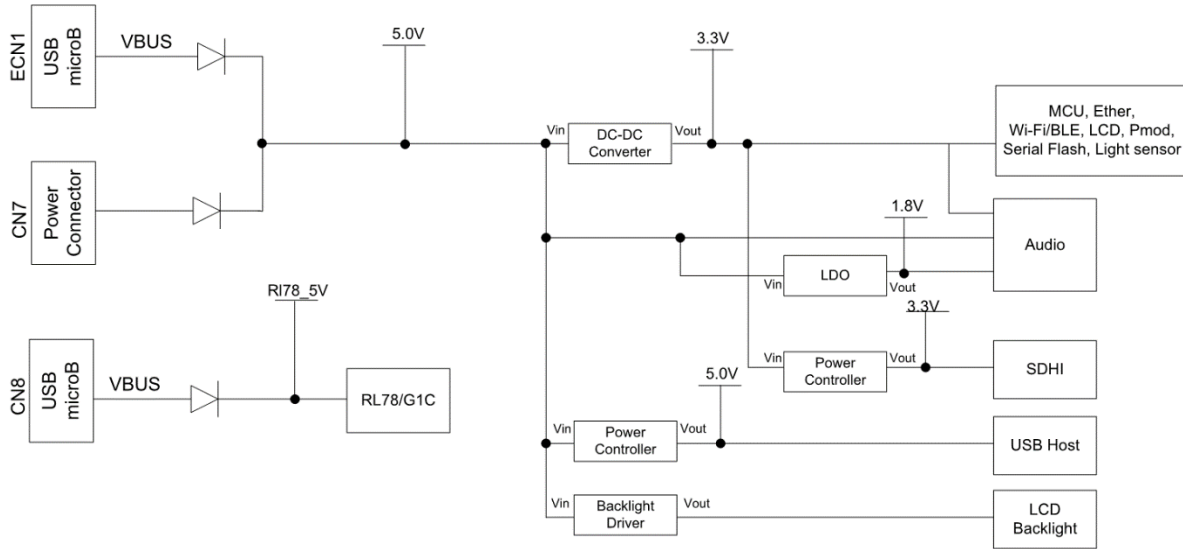 ECN1
USB
microB
VBUS
5.0V
3.3V
Vin
DC-DC
Converter
Vout
MCU, Ether,
Wi-Fi/BLE, LCD, Pmod,
Serial Flash, Light sensor
CN7
Power
Connector
1.8V
Audio
Vin
LDO
Vout
RI78_5V
3.3V
CN8
USB
microB
VBUS
RL78/G1C
Vin
Power
Controller
Vout
SDHI
5.0V
Vin
Power
Controller
Vout
USB Host
Vin
Backlight
Driver
Vout
LCD
Backlight